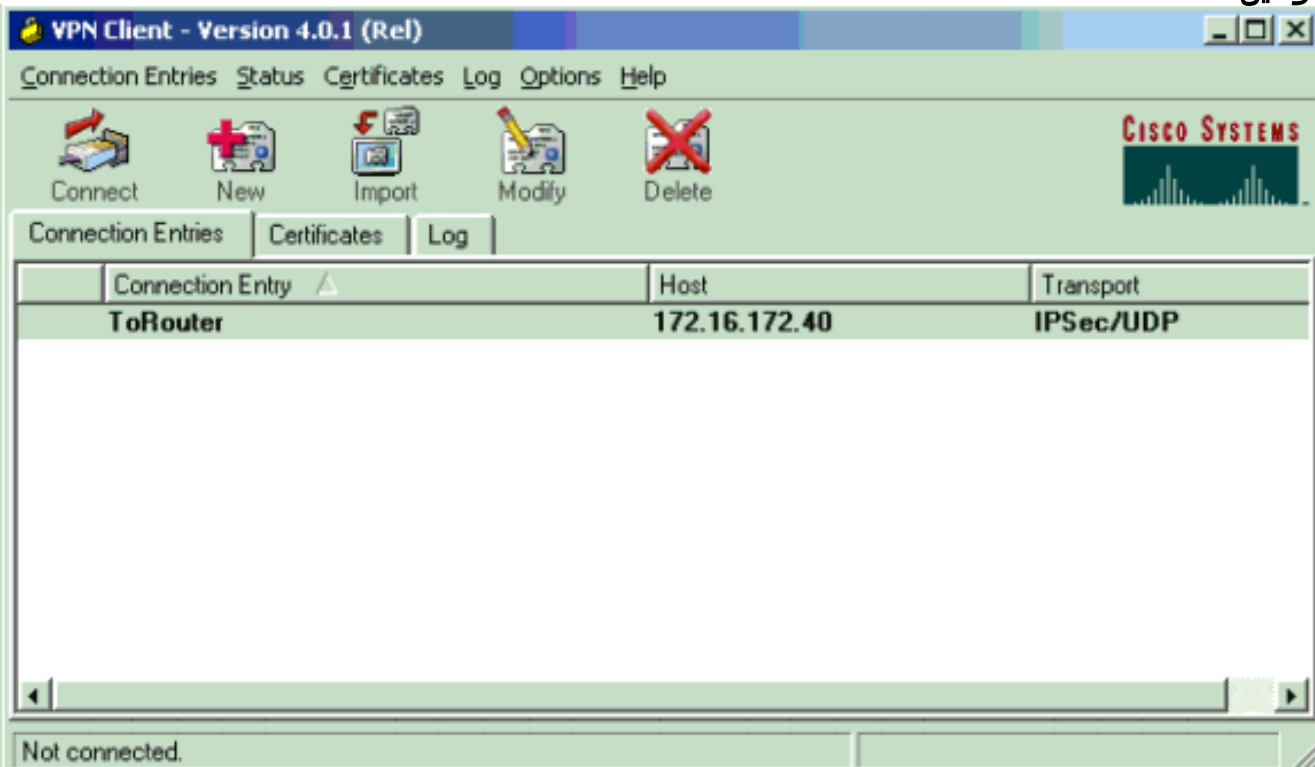 VPN Client - Version 4.0.1 (Rel)
Connection Entries Status Certificates Log Options Help
Connect New Import Modify Delete
CISCO SYSTEMS
Connection Entries Certificates Log
Connection Entry Host Transport
ToRouter 172.16.172.40 IPSec/UDP
Not connected.